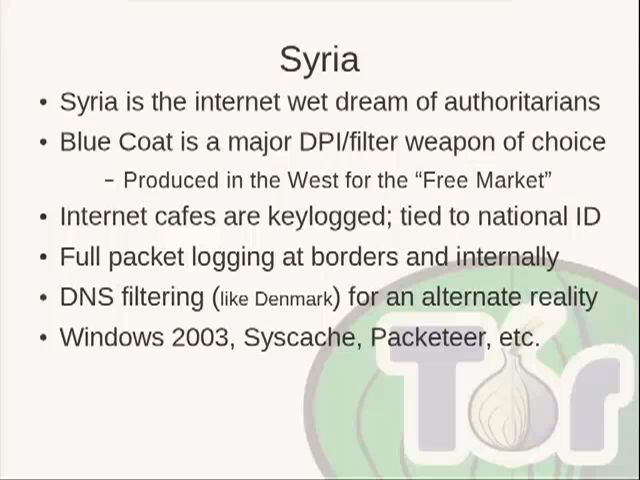 Syria
• Syria is the internet wet dream of authoritarians
• Blue Coat is a major DPI/filter weapon of choice
– Produced in the West for the “Free Market”
• Internet cafes are keylogged; tied to national ID
• Full packet logging at borders and internally
• DNS filtering (like Denmark) for an alternate reality
• Windows 2003, Syscache, Packeteer, etc.
Tor